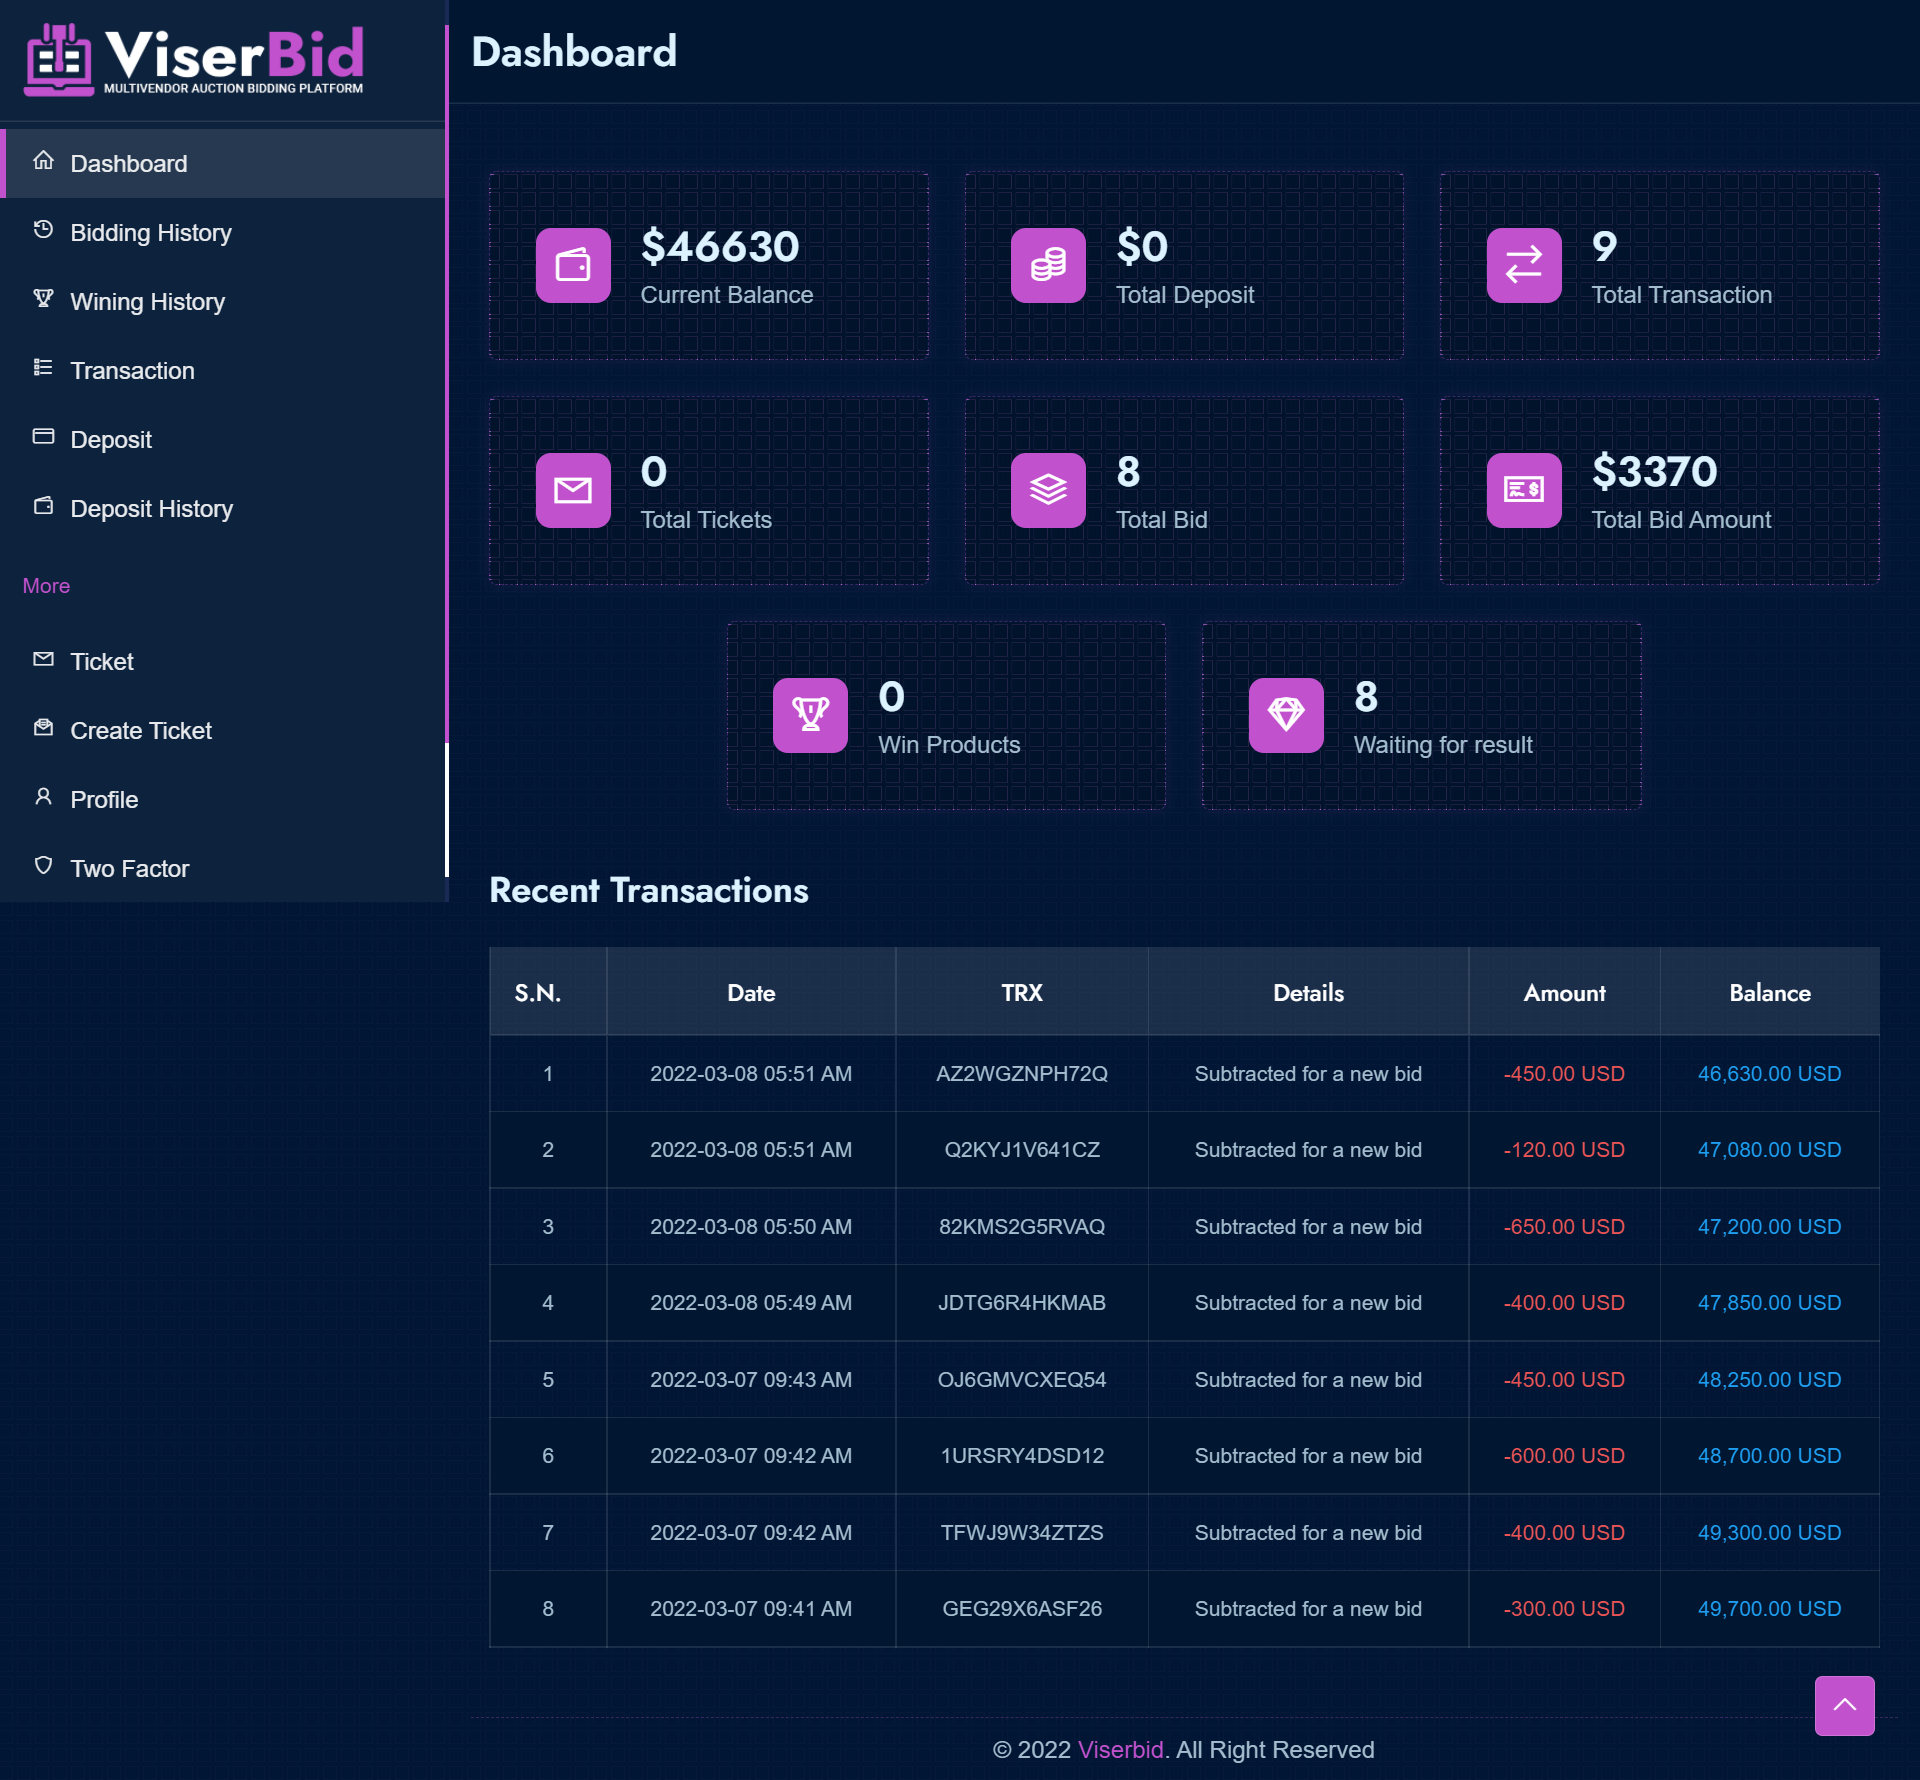 ViserBid
MULTIVENDOR AUCTION BIDDING PLATFORM
Dashboard
Bidding History
Wining History
Transaction
Deposit
Deposit History
More
Ticket
Create Ticket
Profile
Two Factor
Dashboard
$46630
Current Balance
$0
Total Deposit
9
Total Transaction
0
Total Tickets
8
Total Bid
$3370
Total Bid Amount
0
Win Products
8
Waiting for result
Recent Transactions
S.N. Date TRX Details Amount Balance
1 2022-03-08 05:51 AM AZ2WGZNPH72Q Subtracted for a new bid -450.00 USD 46,630.00 USD
2 2022-03-08 05:51 AM Q2KYJ1V641CZ Subtracted for a new bid -120.00 USD 47,080.00 USD
3 2022-03-08 05:50 AM 82KMS2G5RVAQ Subtracted for a new bid -650.00 USD 47,200.00 USD
4 2022-03-08 05:49 AM JDTG6R4HKMAB Subtracted for a new bid -400.00 USD 47,850.00 USD
5 2022-03-07 09:43 AM OJ6GMVCXEQ54 Subtracted for a new bid -450.00 USD 48,250.00 USD
6 2022-03-07 09:42 AM 1URSRY4DSD12 Subtracted for a new bid -600.00 USD 48,700.00 USD
7 2022-03-07 09:42 AM TFWJ9W34ZTZS Subtracted for a new bid -400.00 USD 49,300.00 USD
8 2022-03-07 09:41 AM GEG29X6ASF26 Subtracted for a new bid -300.00 USD 49,700.00 USD
© 2022 Viserbid. All Right Reserved